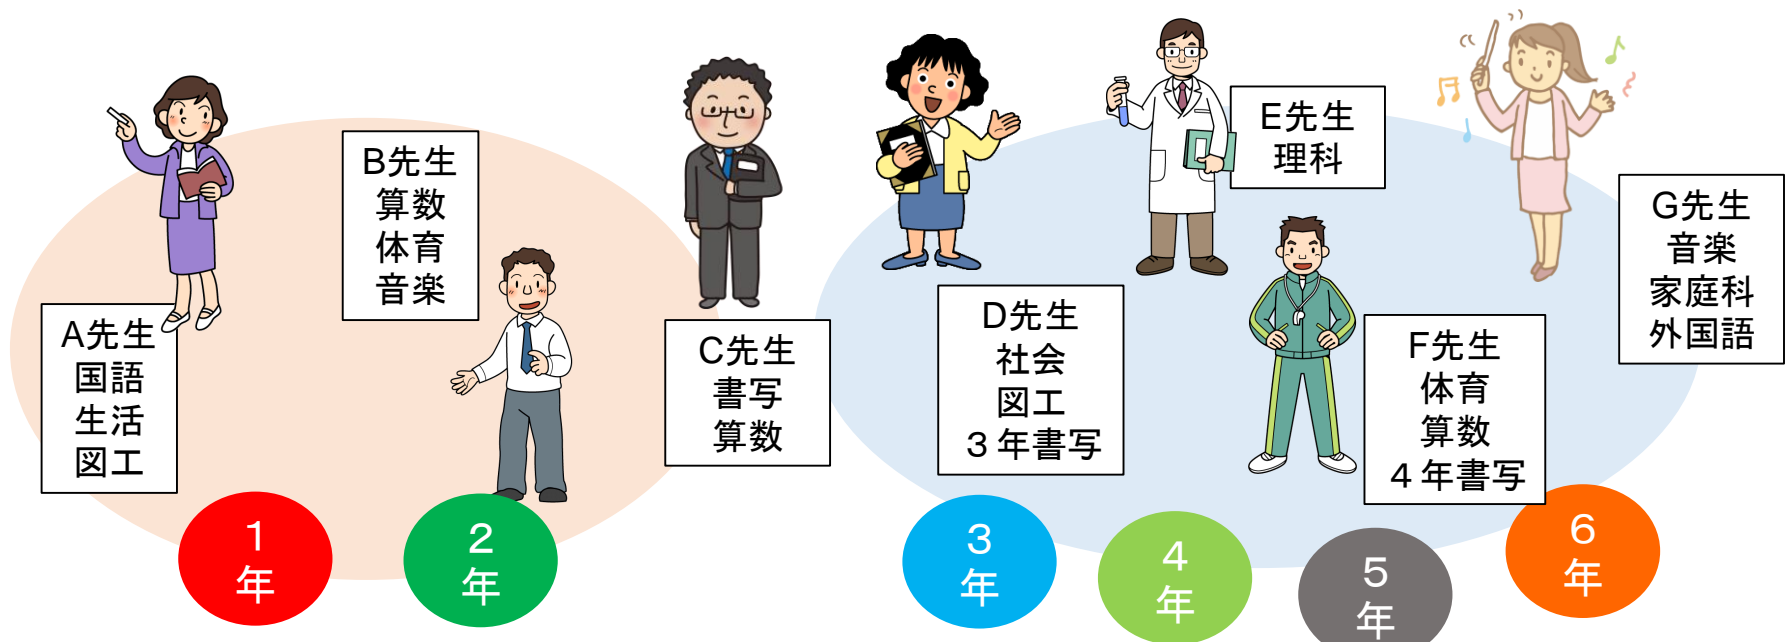 A先生
国語
生活
図工
B先生
算数
体育
音楽
C先生
書写
算数
D先生
社会
図工
３年書写
E先生
理科
F先生
体育
算数
４年書写
G先生
音楽
家庭科
外国語
1
年
2
年
3
年
4
年
5
年
6
年